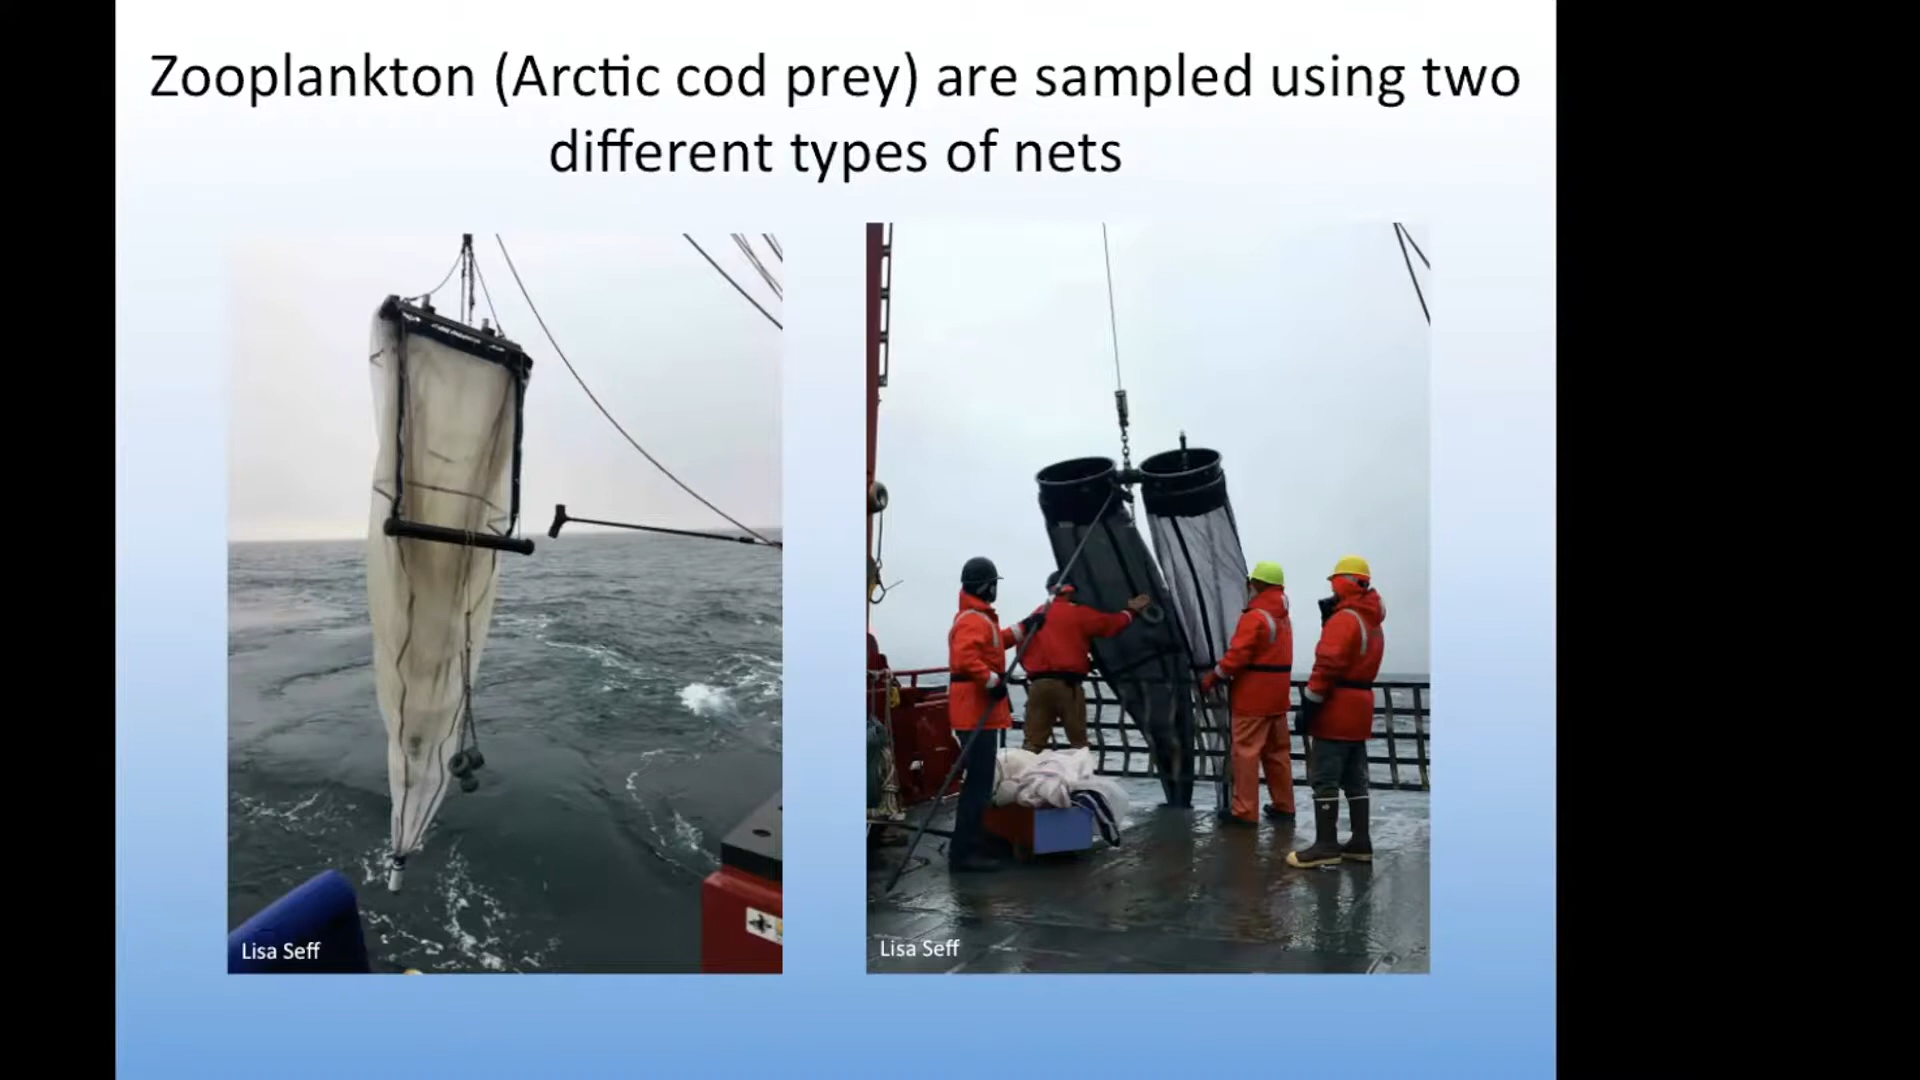 Zooplankton (Arctic cod prey) are sampled using two
different types of nets
Lisa Seff
Lisa Seff